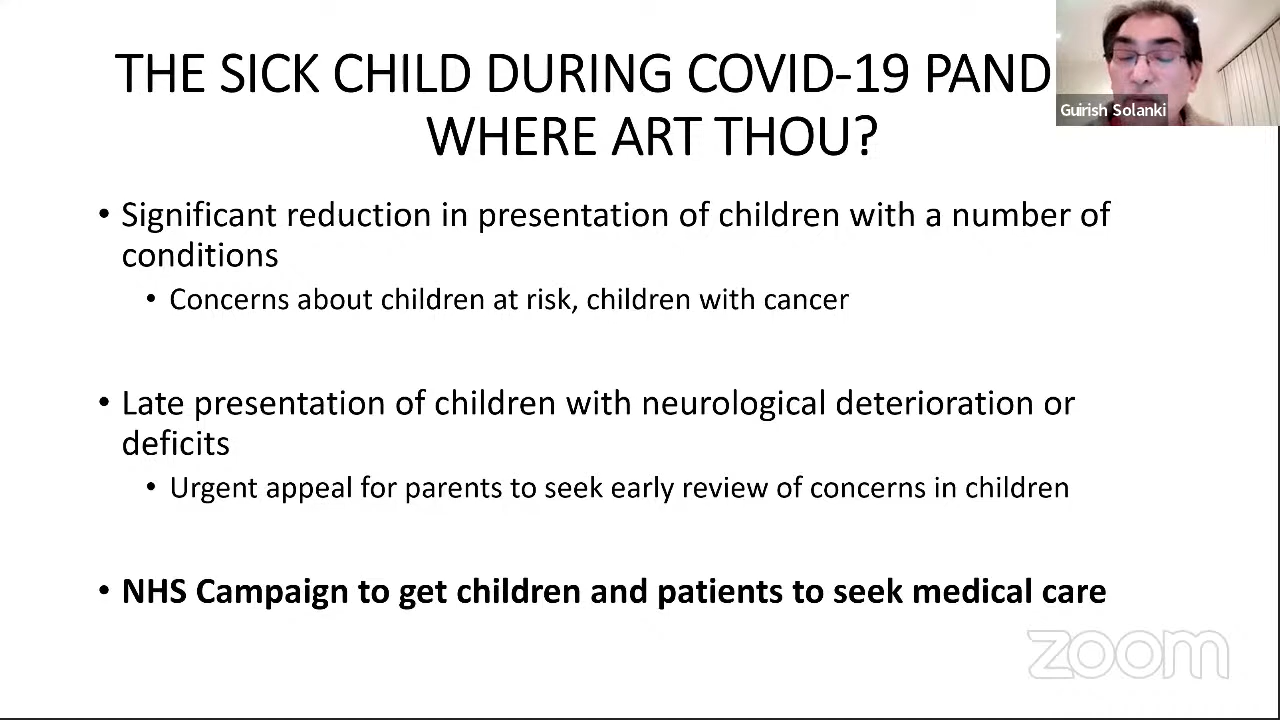 THE SICK CHILD DURING COVID-19 PAND
WHERE ART THOU?
Guirish Solanki
• Significant reduction in presentation of children with a number of
conditions
• Concerns about children at risk, children with cancer
• Late presentation of children with neurological deterioration or
deficits
• Urgent appeal for parents to seek early review of concerns in children
• NHS Campaign to get children and patients to seek medical care
zoom